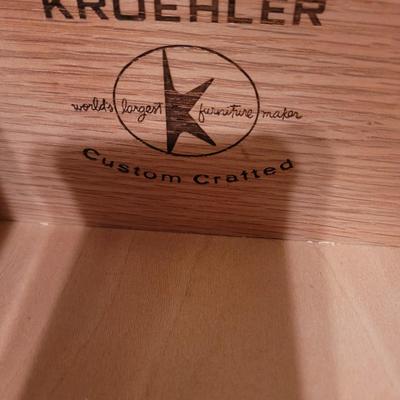 KROEHLER
world's largest K furniture maker
Custom Crafted